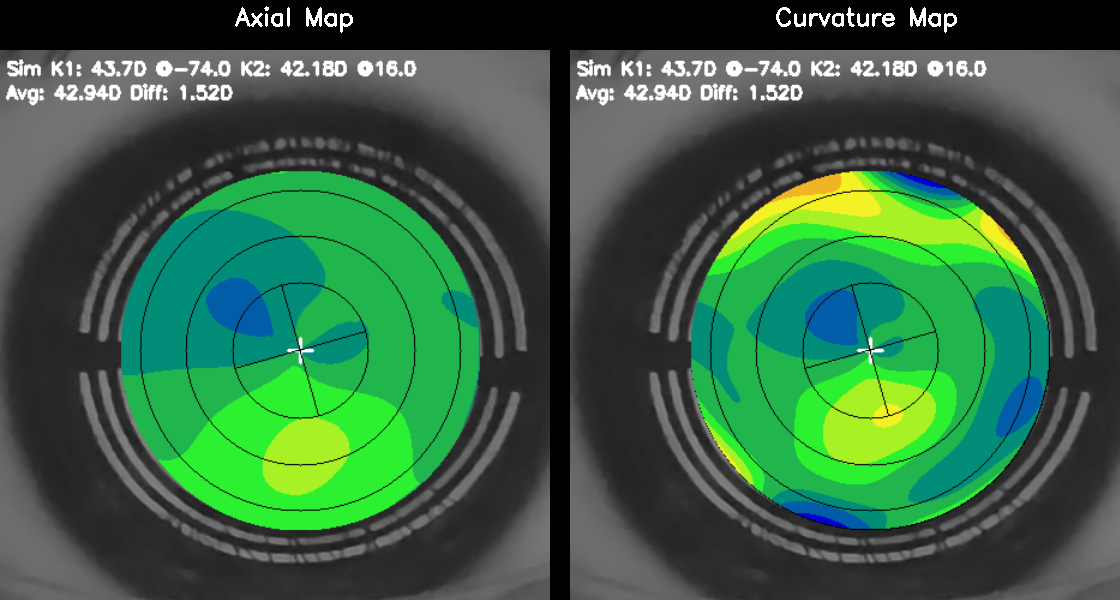 Axial Map
Curvature Map
Sim K1: 43.7D @-74.0 K2: 42.18D @16.0
Avg: 42.94D Diff: 1.52D
Sim K1: 43.7D @-74.0 K2: 42.18D @16.0
Avg: 42.94D Diff: 1.52D